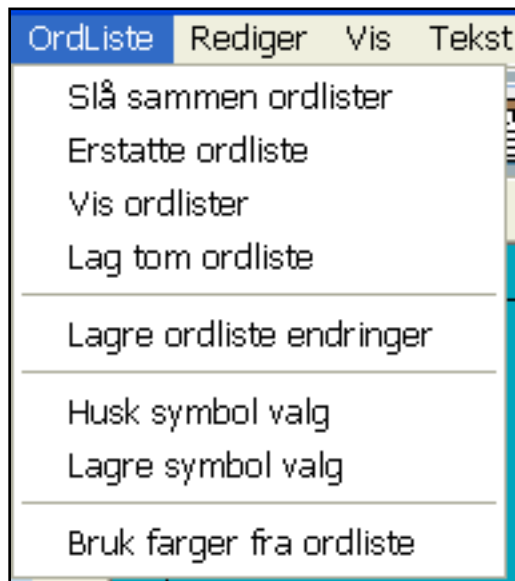 OrdListe Rediger Vis Tekst
Slå sammen ordlister
Erstatte ordliste
Vis ordlister
Lag tom ordliste
Lagre ordliste endringer
Husk symbol valg
Lagre symbol valg
Bruk farger fra ordliste